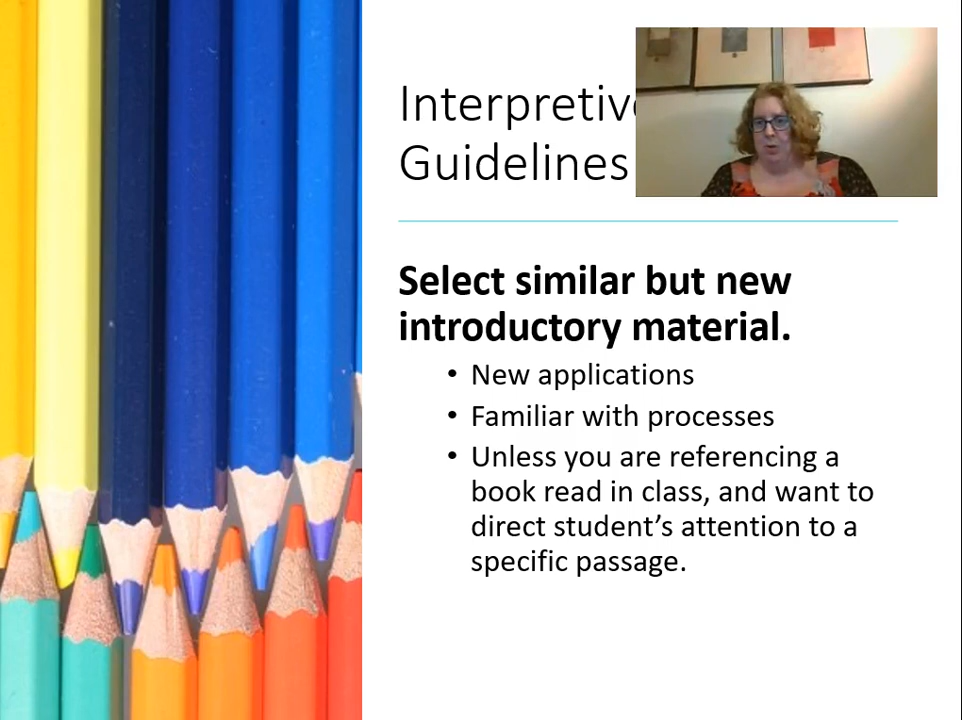 Interpretive
Guidelines
Select similar but new
introductory material.
• New applications
• Familiar with processes
• Unless you are referencing a
book read in class, and want to
direct student's attention to a
specific passage.